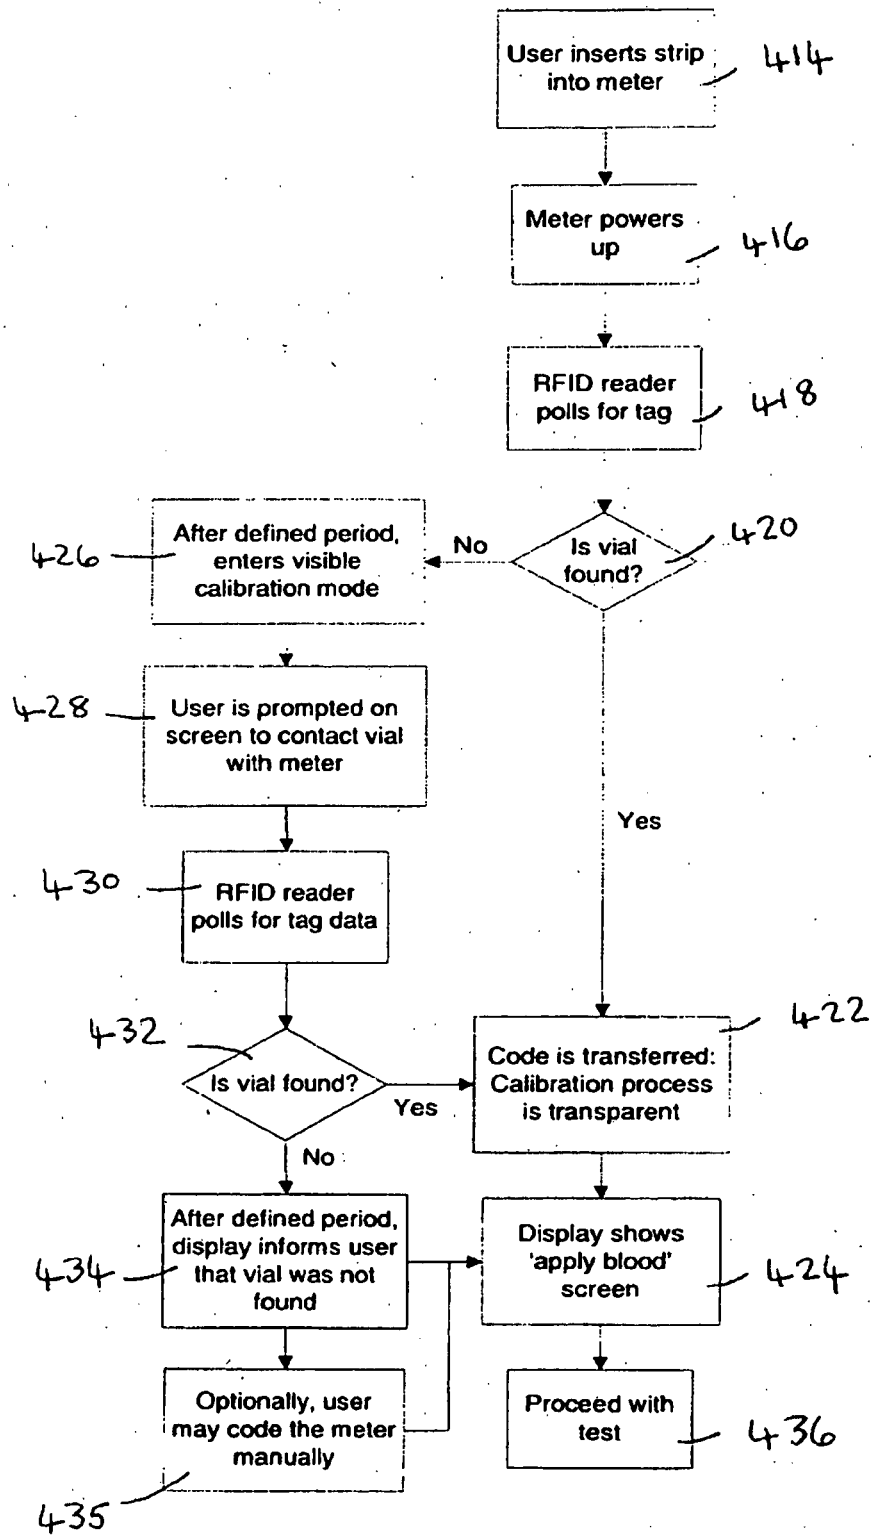 User inserts strip
into meter
414
Meter powers
up
416
RFID reader
polls for tag
418
Is vial
found?
420
No
After defined period,
enters visible
calibration mode
426
User is prompted on
screen to contact vial
with meter
428
Yes
RFID reader
polls for tag data
430
Is vial found?
432
Yes
No
Code is transferred:
Calibration process
is transparent
422
After defined period,
display informs user
that vial was not
found
434
Display shows
'apply blood'
screen
424
Optionally, user
may code the meter
manually
435
Proceed with
test
436